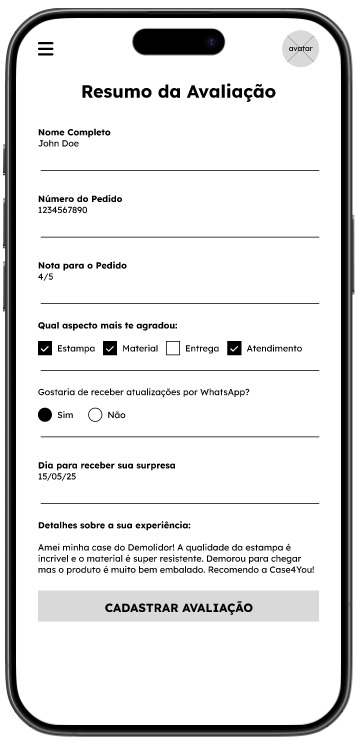 avatar
Resumo da Avaliação
Nome Completo
John Doe
Número do Pedido
1234567890
Nota para o Pedido
4/5
Qual aspecto mais te agradou:
Estampa Material Entrega Atendimento
Gostaria de receber atualizações por WhatsApp?
Sim Não
Dia para receber sua surpresa
15/05/25
Detalhes sobre a sua experiência:
Amei minha case do Demolidor! A qualidade da estampa é
incrível e o material é super resistente. Demorou para chegar
mas o produto é muito bem embalado. Recomendo a Case4You!
CADASTRAR AVALIAÇÃO